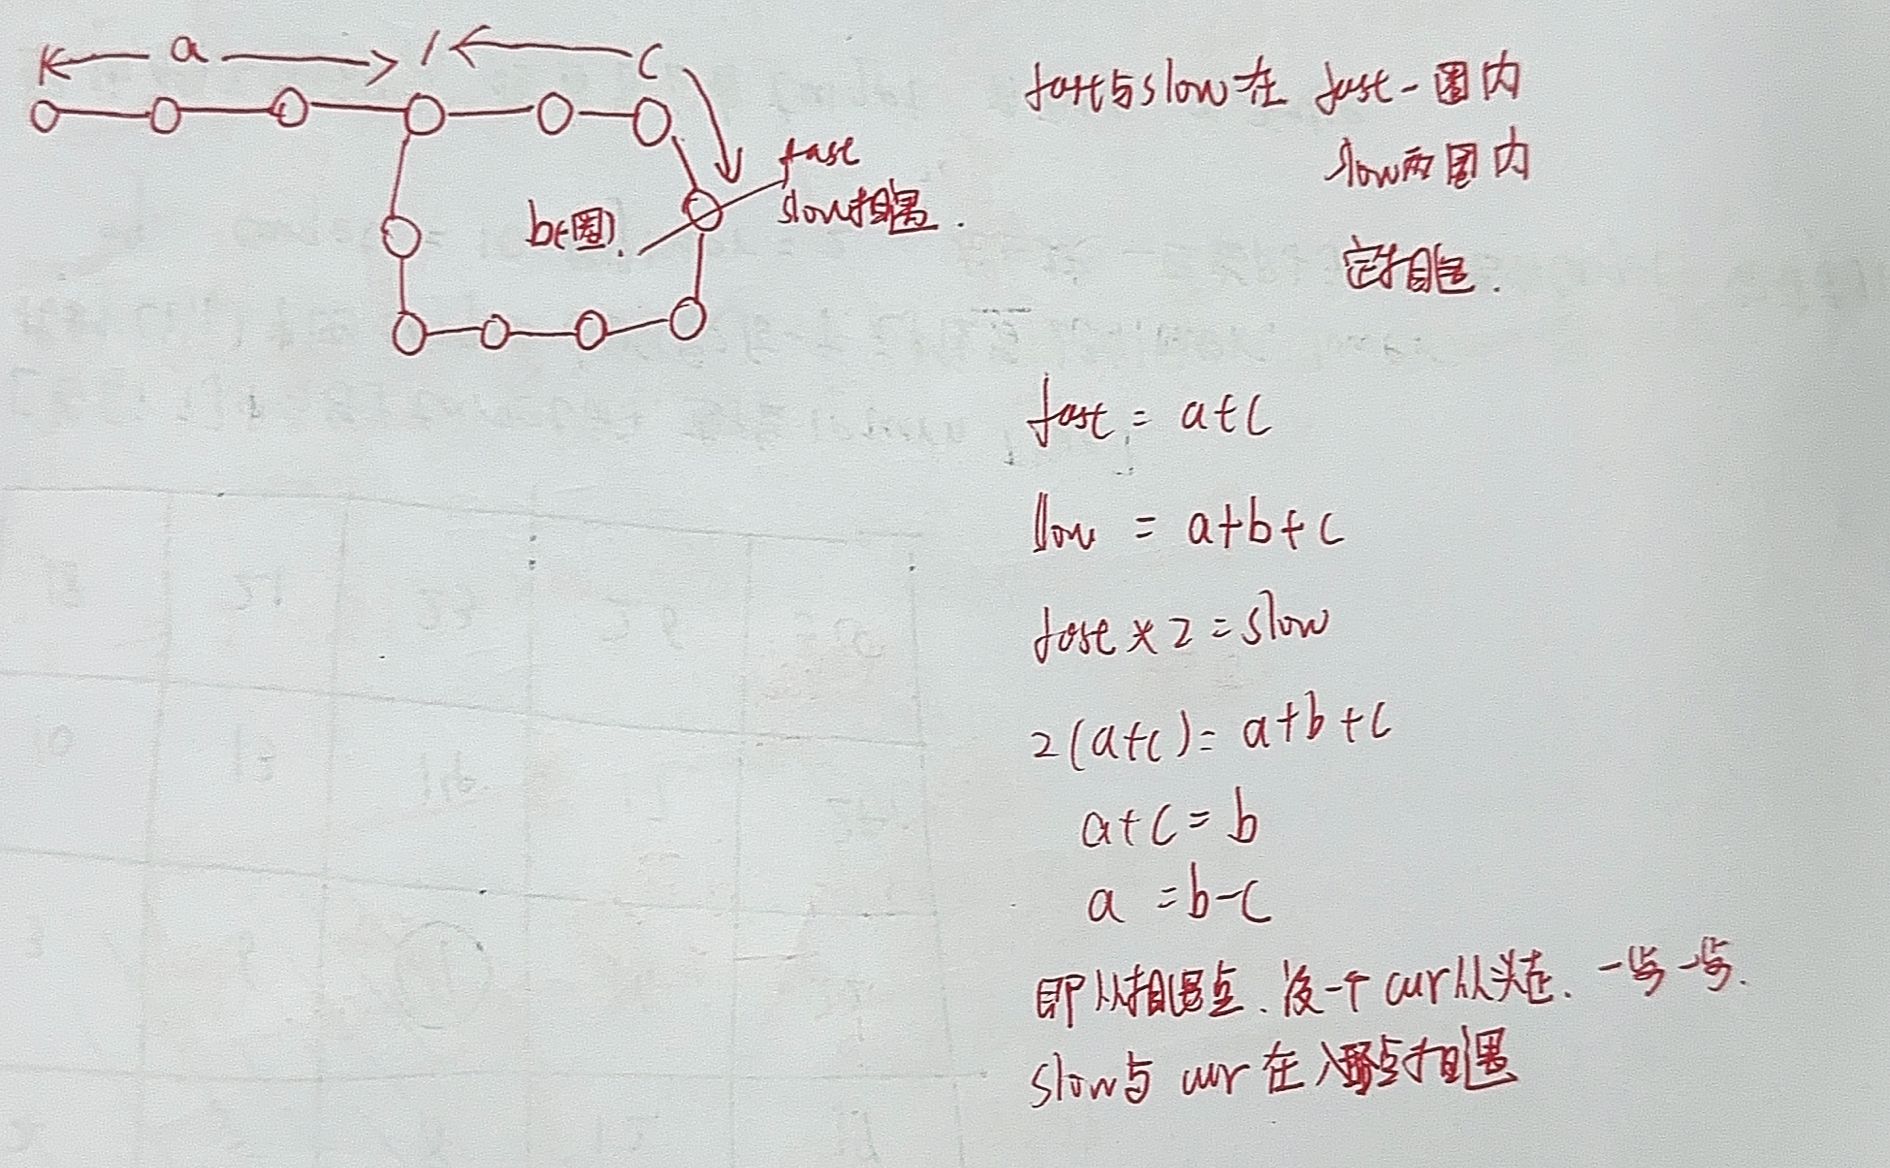 a
c
b(圈)
fast
slow相遇.
fast与slow在 fast一圈内
slow两圈内
定相遇.
fast = a+c
slow = a+b+c
fast × 2 = slow
2(a+c) = a+b+c
a+c = b
a = b-c
即从相遇点、设一个cur从头走、一步一步.
slow与cur在入环点相遇